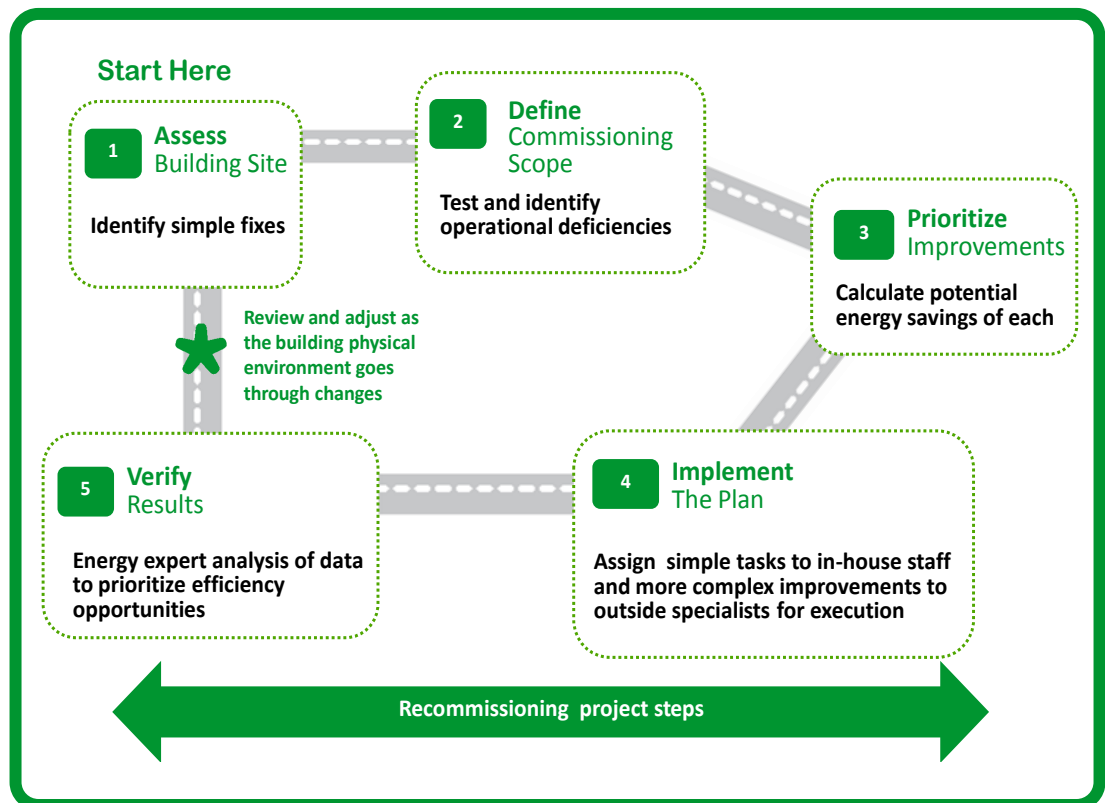 Start Here
1
Assess
Building Site
Identify simple fixes
2
Define
Commissioning
Scope
Test and identify
operational deficiencies
3
Prioritize
Improvements
Calculate potential
energy savings of each
Review and adjust as
the building physical
environment goes
through changes
4
Implement
The Plan
Assign simple tasks to in-house staff
and more complex improvements to
outside specialists for execution
5
Verify
Results
Energy expert analysis of data
to prioritize efficiency
opportunities
Recommissioning project steps